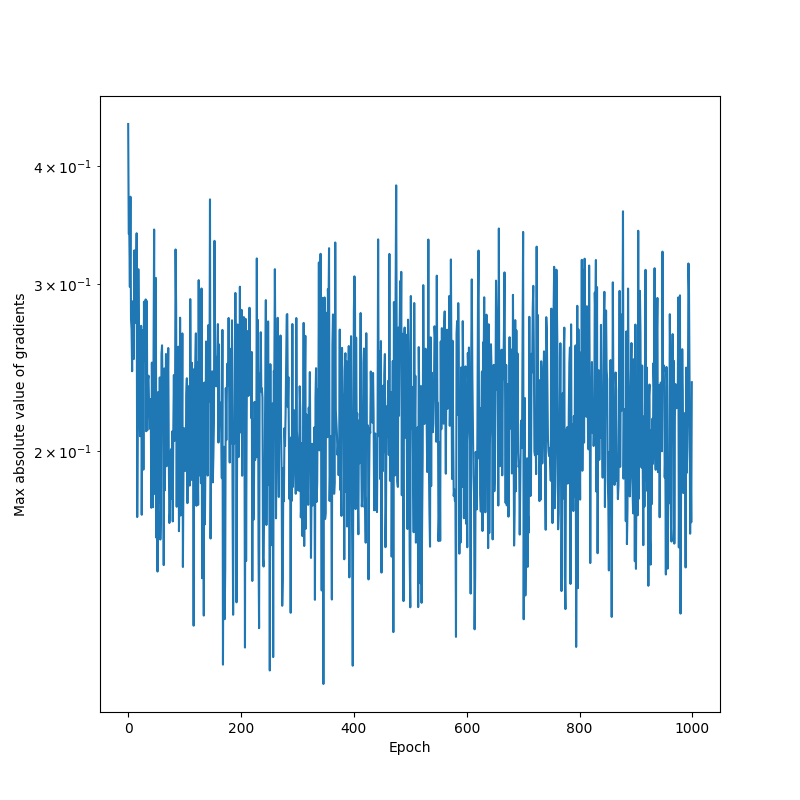 Max absolute value of gradients
4 × 10⁻¹
3 × 10⁻¹
2 × 10⁻¹
0 200 400 600 800 1000
Epoch